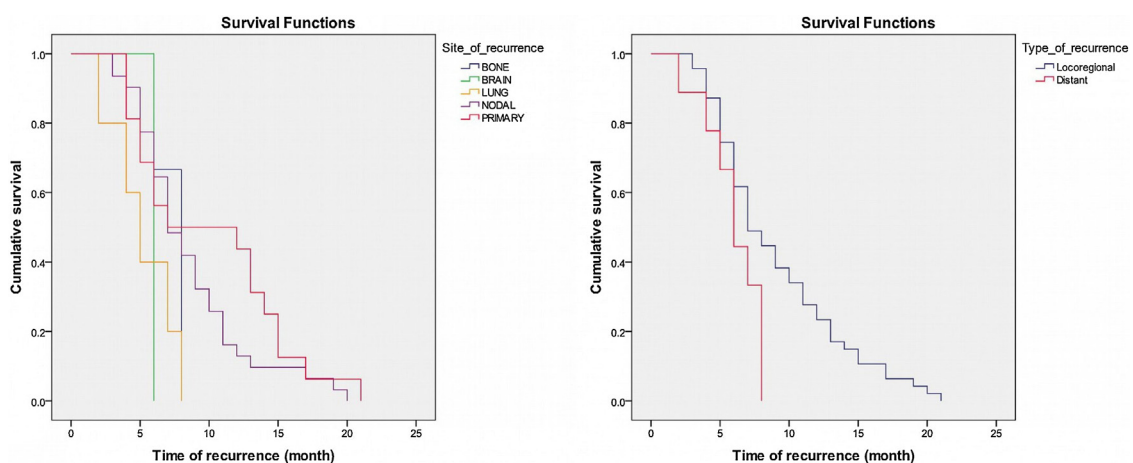 Survival Functions
Cumulative survival
1.0
0.8
0.6
0.4
0.2
0.0
0 5 10 15 20 25
Time of recurrence (month)
Site_of_recurrence
BONE
BRAIN
LUNG
NODAL
PRIMARY
Survival Functions
Cumulative survival
1.0
0.8
0.6
0.4
0.2
0.0
0 5 10 15 20 25
Time of recurrence (month)
Type_of_recurrence
Locoregional
Distant